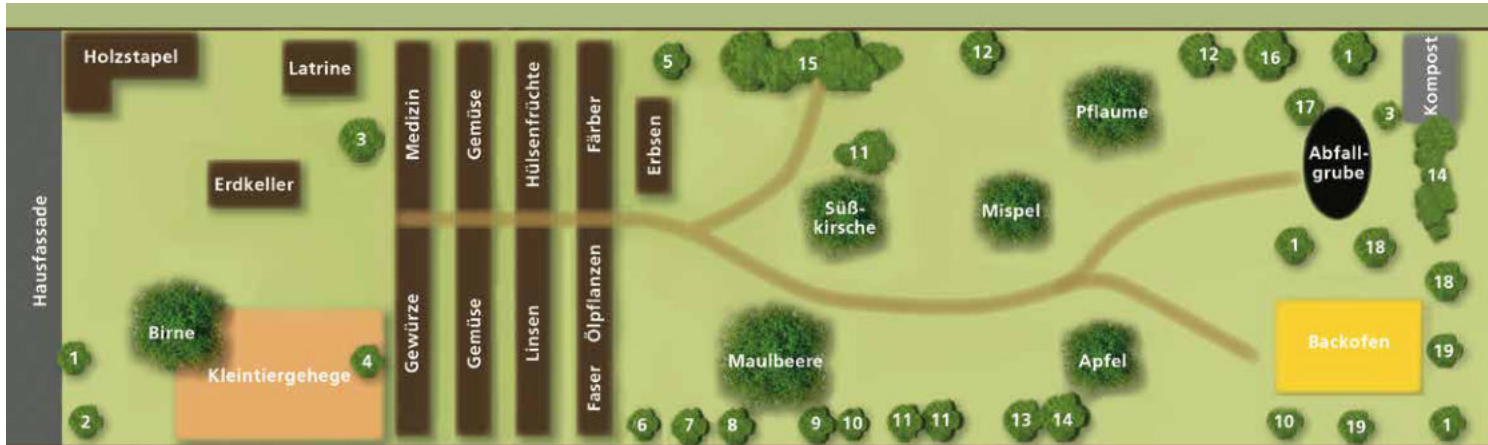 Hausfassade
Holzstapel
Latrine
3
Erdkeller
Birne
Kleintiergehege
4
1
2
Medizin
Gemüse
Hülsenfrüchte
Färber
Gewürze
Gemüse
Linsen
Faser Ölpflanzen
5
Erbsen
15
11
Süß-
kirsche
12
Mispel
Pflaume
12
16
1
17
3
Kompost
Abfall-
grube
14
1
18
18
Backofen
19
Maulbeere
Apfel
6
7
8
9
10
11
11
13
14
10
19
1